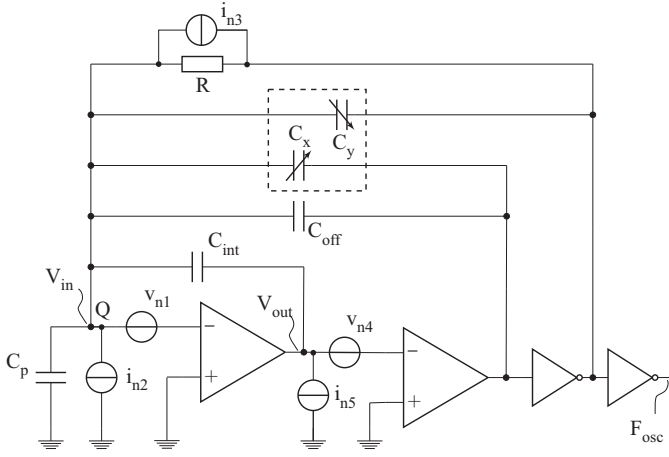 i_n3
R
C_x
C_y
C_off
C_int
V_in
Q
v_n1
V_out
v_n4
−
+
−
+
C_p
i_n2
i_n5
F_osc